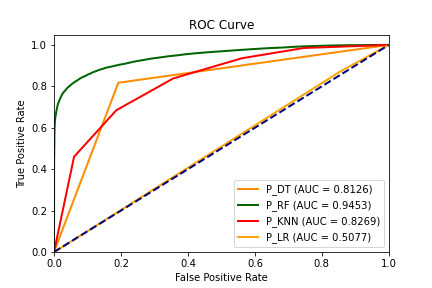 ROC Curve
True Positive Rate
1.0
0.8
0.6
0.4
0.2
0.0
P_DT (AUC = 0.8126)
P_RF (AUC = 0.9453)
P_KNN (AUC = 0.8269)
P_LR (AUC = 0.5077)
0.0 0.2 0.4 0.6 0.8 1.0
False Positive Rate